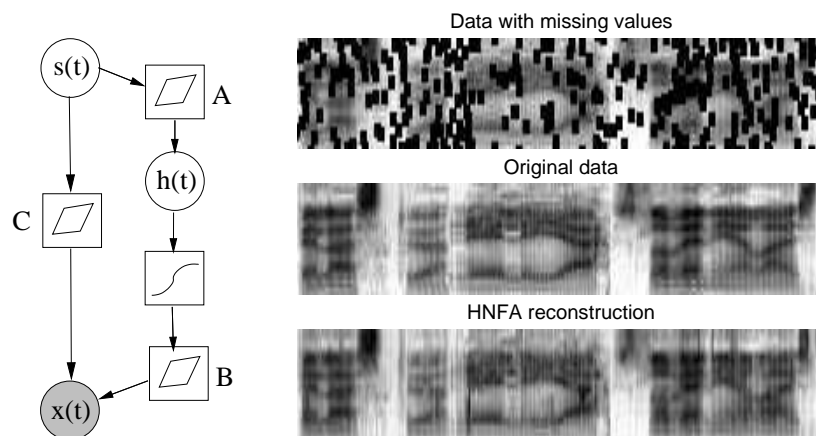 s(t)
A
h(t)
C
B
x(t)
Data with missing values
Original data
HNFA reconstruction